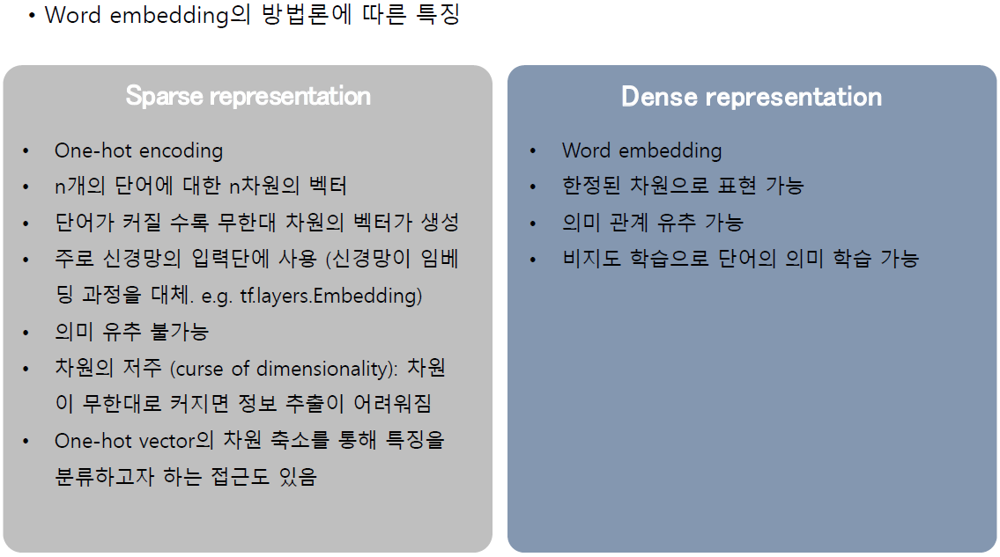 • Word embedding의 방법론에 따른 특징
Sparse representation
• One-hot encoding
• n개의 단어에 대한 n차원의 벡터
• 단어가 커질 수록 무한대 차원의 벡터가 생성
• 주로 신경망의 입력단에 사용 (신경망이 임베
딩 과정을 대체. e.g. tf.layers.Embedding)
• 의미 유추 불가능
• 차원의 저주 (curse of dimensionality): 차원
이 무한대로 커지면 정보 추출이 어려워짐
• One-hot vector의 차원 축소를 통해 특징을
분류하고자 하는 접근도 있음
Dense representation
• Word embedding
• 한정된 차원으로 표현 가능
• 의미 관계 유추 가능
• 비지도 학습으로 단어의 의미 학습 가능